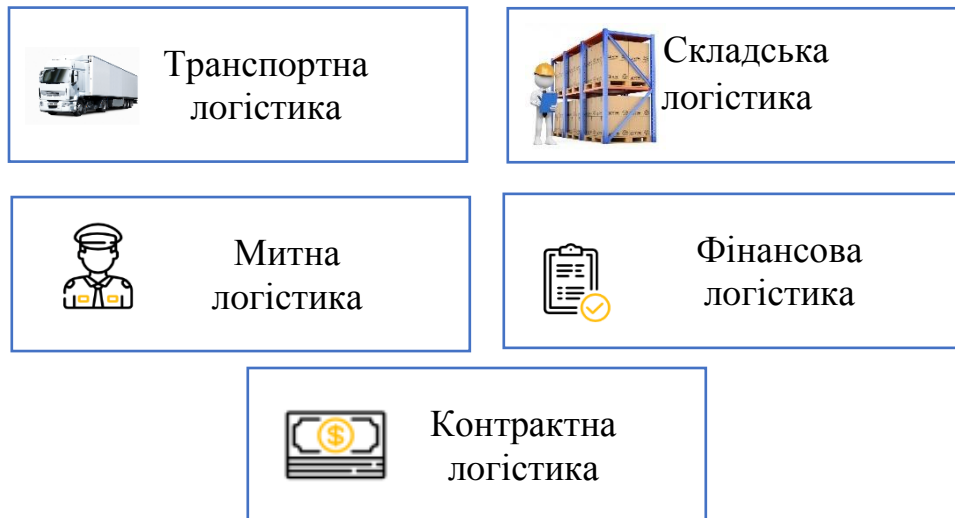 Транспортна
логістика
Складська
логістика
Митна
логістика
Фінансова
логістика
Контрактна
логістика